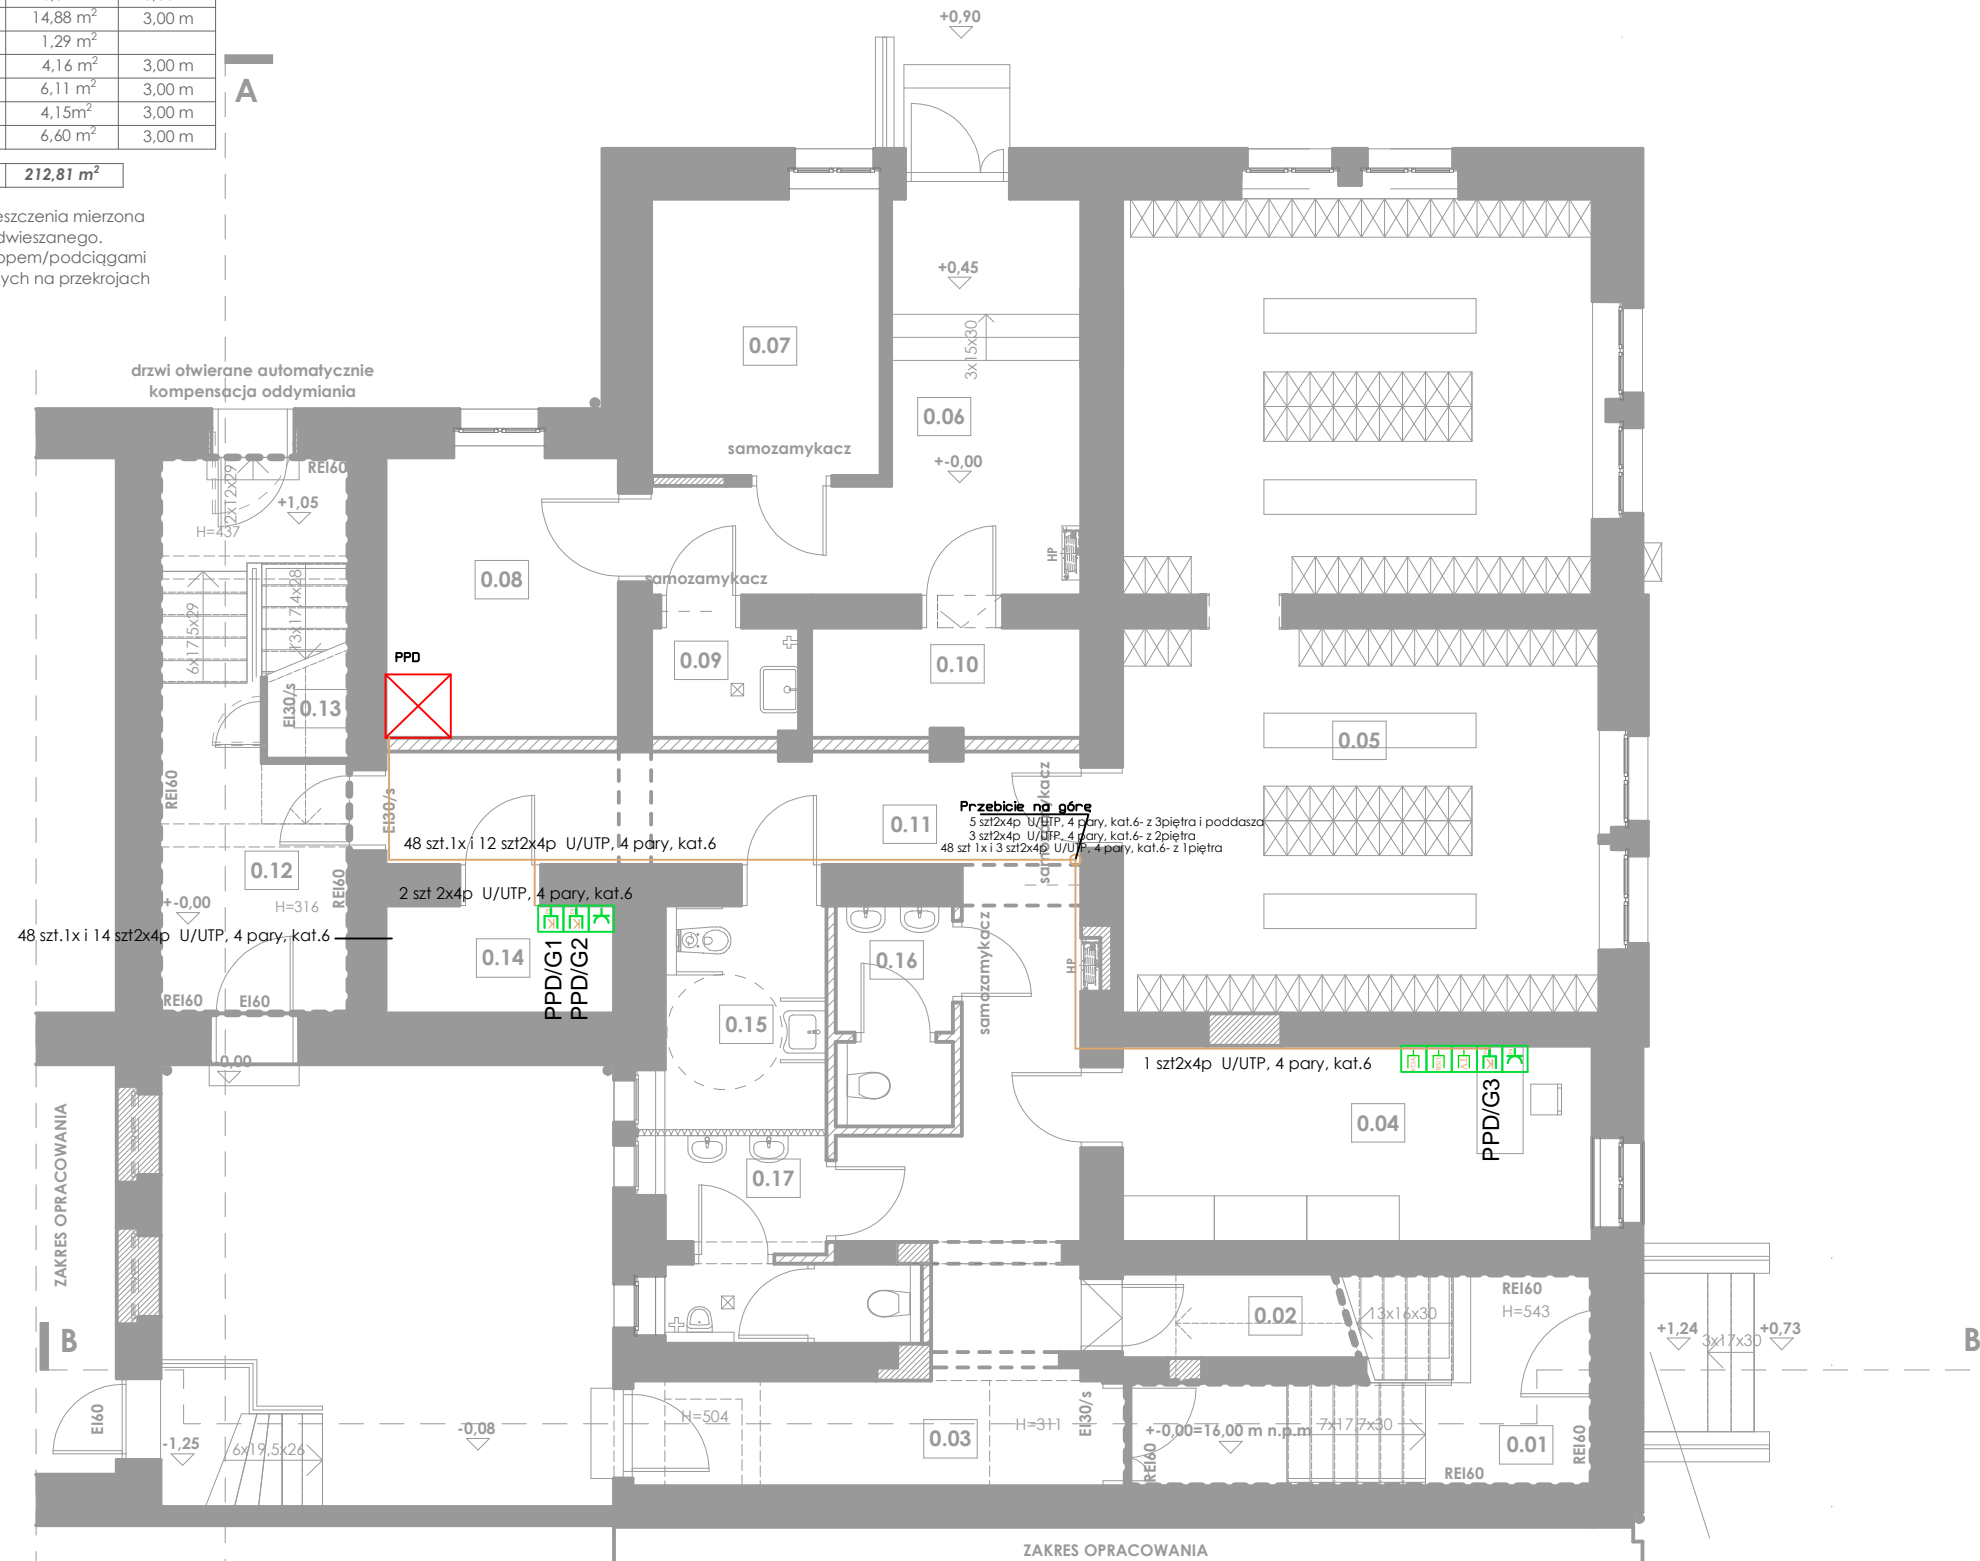 14,88 m² 3,00 m
1,29 m²
4,16 m² 3,00 m
6,11 m² 3,00 m
4,15m² 3,00 m
6,60 m² 3,00 m
212,81 m²
eszczenia mierzona
dwieszanego.
opem/podciągami
ych na przekrojach
A
+0,90
+0,45
3x15x30
0.07
0.06
+-0,00
samozamykacz
drzwi otwierane automatycznie
kompensacja oddymiania
REI60
2x12x29
+1,05
H=437
0.08
samozamykacz
HP
6x17,5x29
13x17,4x28
0.09
0.10
PPD
EI30/s
0.13
0.05
REI60
EI30/s
samozamykacz
Przebicie na górę
5 szt2x4p U/UTP, 4 pary, kat.6- z 3piętra i poddasza
3 szt2x4p U/UTP, 4 pary, kat.6- z 2piętra
48 szt 1x i 3 szt2x4p U/UTP, 4 pary, kat.6- z 1piętra
0.11
48 szt.1x i 12 szt2x4p U/UTP, 4 pary, kat.6
0.12
REI60
2 szt 2x4p U/UTP, 4 pary, kat.6
+-0,00
H=316
48 szt.1x i 14 szt2x4p U/UTP, 4 pary, kat.6
0.14
PPD/G1
PPD/G2
0.16
samozamykacz
HP
REI60
EI60
0.15
-0,00
1 szt2x4p U/UTP, 4 pary, kat.6
PPD/G3
0.04
ZAKRES OPRACOWANIA
0.17
REI60
H=543
0.02
13x16x30
+1,24
3x17x30
+0,73
B
B
EI60
-1,25
6x19,5x26
-0,08
H=504
0.03
H=311
EI30/s
+-0,00=16,00 m n.p.m
7x17,7x30
0.01
REI60
REI60
REI60
ZAKRES OPRACOWANIA